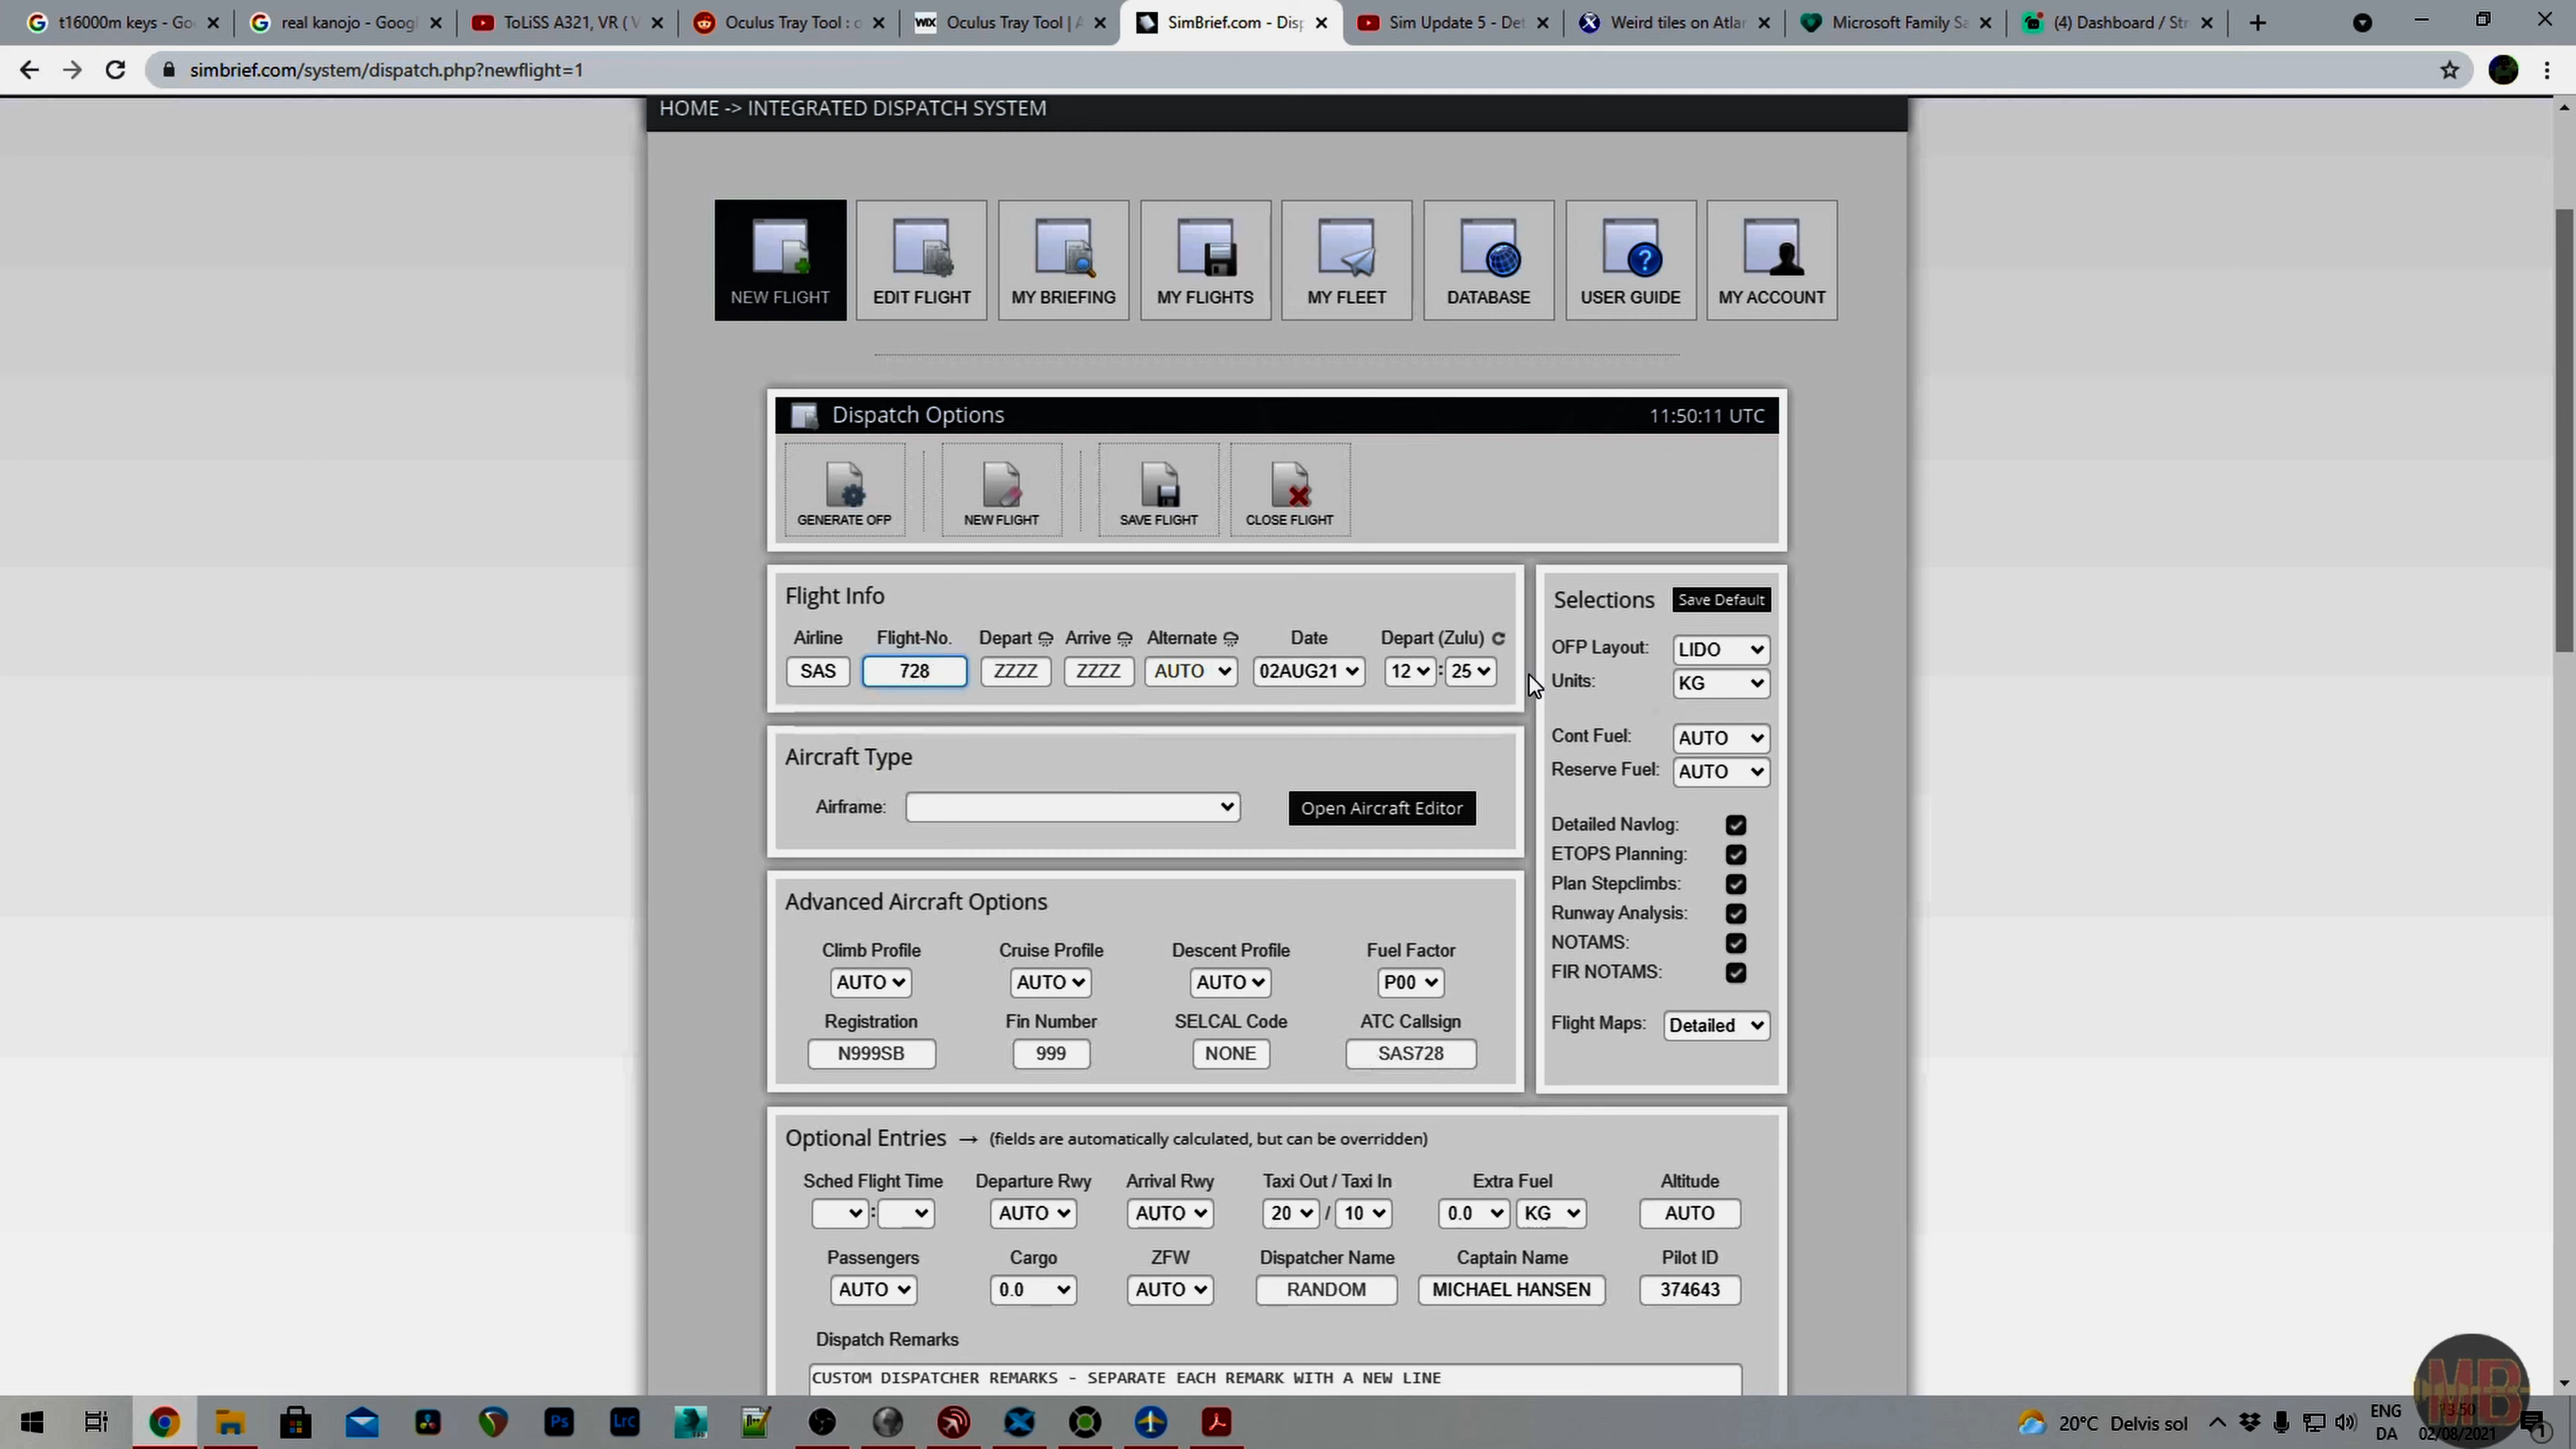 t16000m keys - Go
real kanojo - Googl
ToLiSS A321, VR ( V
Oculus Tray Tool : o
WIX Oculus Tray Tool | A
SimBrief.com - Disp
Sim Update 5 - Det
Weird tiles on Atlan
Microsoft Family Sa
(4) Dashboard / Str
simbrief.com/system/dispatch.php?newflight=1
HOME -> INTEGRATED DISPATCH SYSTEM
NEW FLIGHT EDIT FLIGHT MY BRIEFING MY FLIGHTS MY FLEET DATABASE USER GUIDE MY ACCOUNT
Dispatch Options 11:50:11 UTC
GENERATE OFP NEW FLIGHT SAVE FLIGHT CLOSE FLIGHT
Flight Info
Airline Flight-No. Depart Arrive Alternate Date Depart (Zulu)
SAS 728 ZZZZ ZZZZ AUTO 02AUG21 12 : 25
Selections Save Default
OFP Layout: LIDO
Units: KG
Cont Fuel: AUTO
Reserve Fuel: AUTO
Detailed Navlog:
ETOPS Planning:
Plan Stepclimbs:
Runway Analysis:
NOTAMS:
FIR NOTAMS:
Flight Maps: Detailed
Aircraft Type
Airframe: Open Aircraft Editor
Advanced Aircraft Options
Climb Profile Cruise Profile Descent Profile Fuel Factor
AUTO AUTO AUTO P00
Registration Fin Number SELCAL Code ATC Callsign
N999SB 999 NONE SAS728
Optional Entries → (fields are automatically calculated, but can be overridden)
Sched Flight Time Departure Rwy Arrival Rwy Taxi Out / Taxi In Extra Fuel Altitude
: AUTO AUTO 20 / 10 0.0 KG AUTO
Passengers Cargo ZFW Dispatcher Name Captain Name Pilot ID
AUTO 0.0 AUTO RANDOM MICHAEL HANSEN 374643
Dispatch Remarks
CUSTOM DISPATCHER REMARKS - SEPARATE EACH REMARK WITH A NEW LINE
MB
Ps LrC
20°C Delvis sol
ENG
DA
13.50
02/08/2021
1